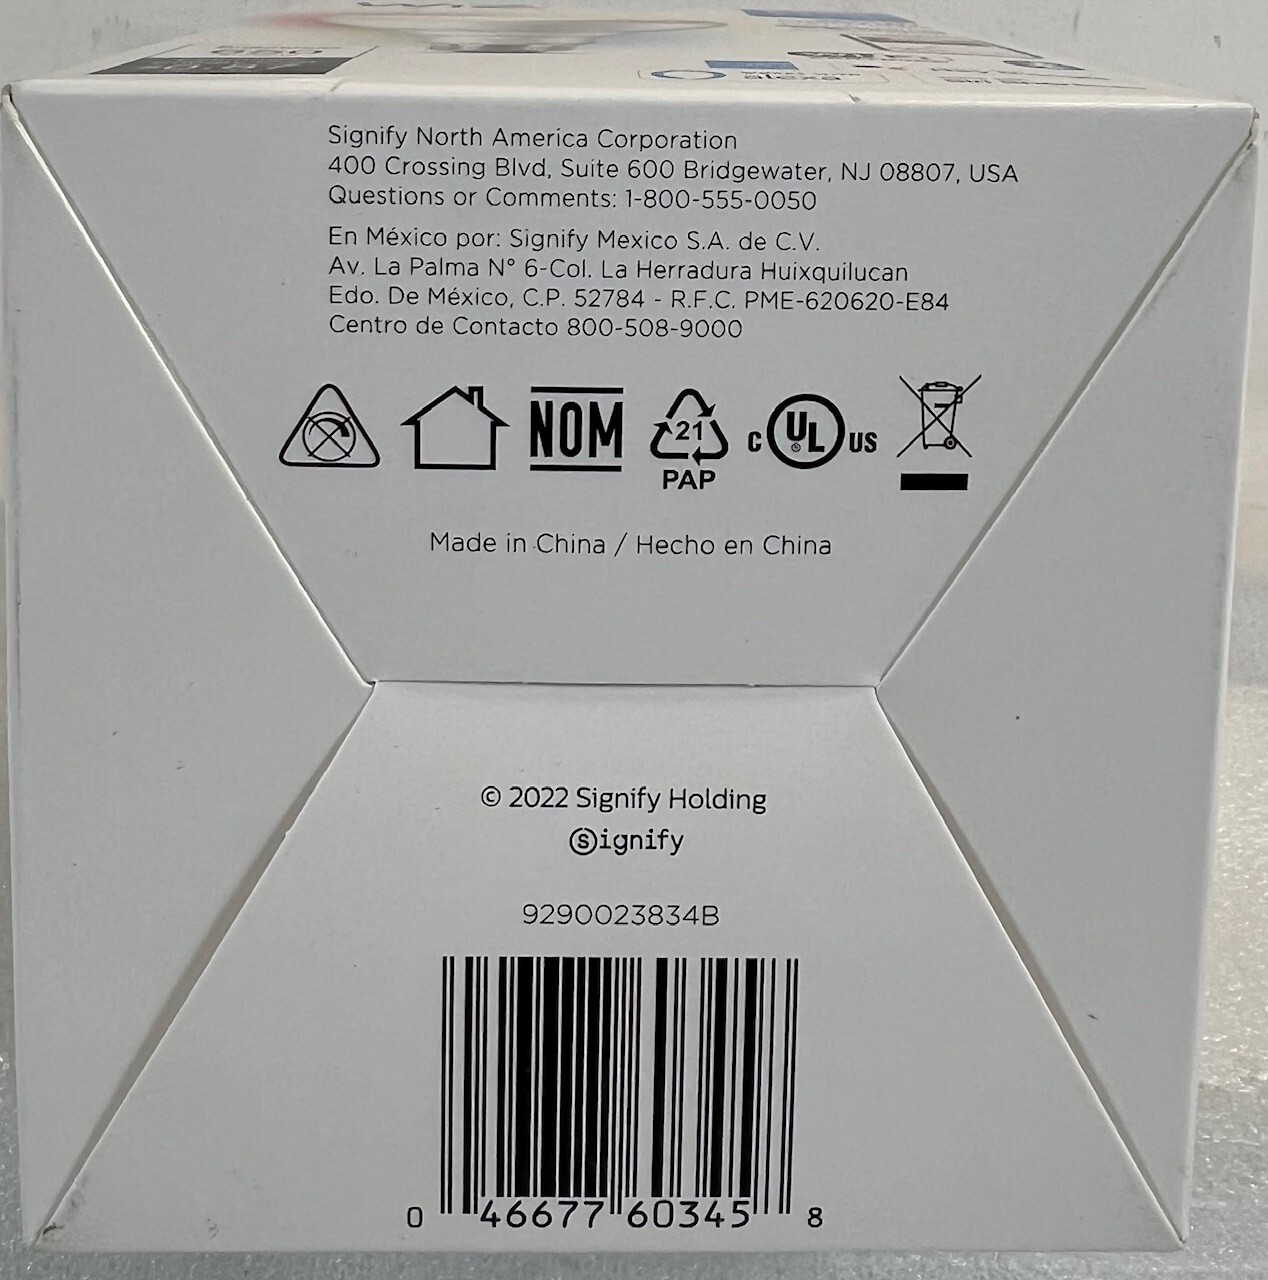 WiZ
650
alexa
Signify North America Corporation
400 Crossing Blvd, Suite 600 Bridgewater, NJ 08807, USA
Questions or Comments: 1-800-555-0050
En México por: Signify Mexico S.A. de C.V.
Av. La Palma N° 6-Col. La Herradura Huixquilucan
Edo. De México, C.P. 52784 - R.F.C. PME-620620-E84
Centro de Contacto 800-508-9000
NOM
21
PAP
C UL US
Made in China / Hecho en China
© 2022 Signify Holding
Signify
9290023834B
0 46677 60345 8